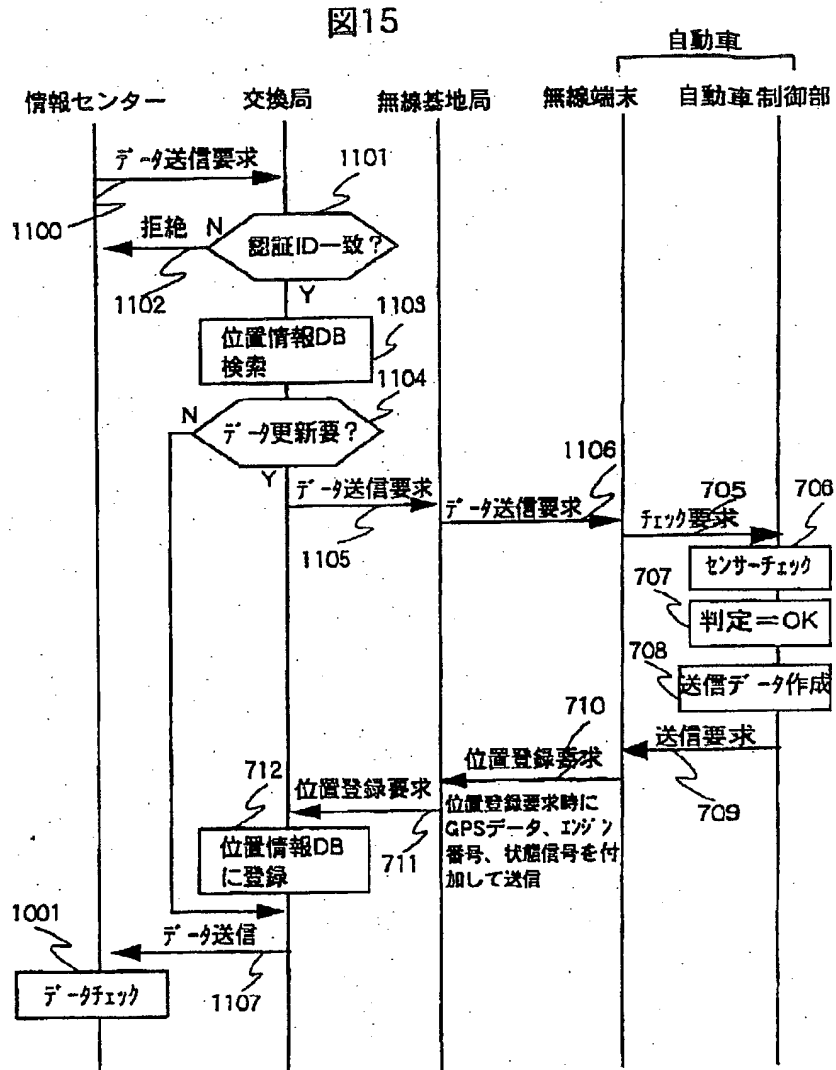 図15
自動車
情報センター
交換局
無線基地局
無線端末
自動車制御部
データ送信要求
1101
1100
拒絶
N
認証ID一致?
1102
Y
1103
位置情報DB
検索
1104
N
データ更新要?
Y
データ送信要求
1105
1106
データ送信要求
705
チェック要求
706
センサーチェック
707
判定=OK
708
送信データ作成
送信要求
709
710
位置登録要求
位置登録要求時に
GPSデータ、エンジン
番号、状態信号を付
加して送信
位置登録要求
711
712
位置情報DB
に登録
1001
データ送信
1107
データチェック